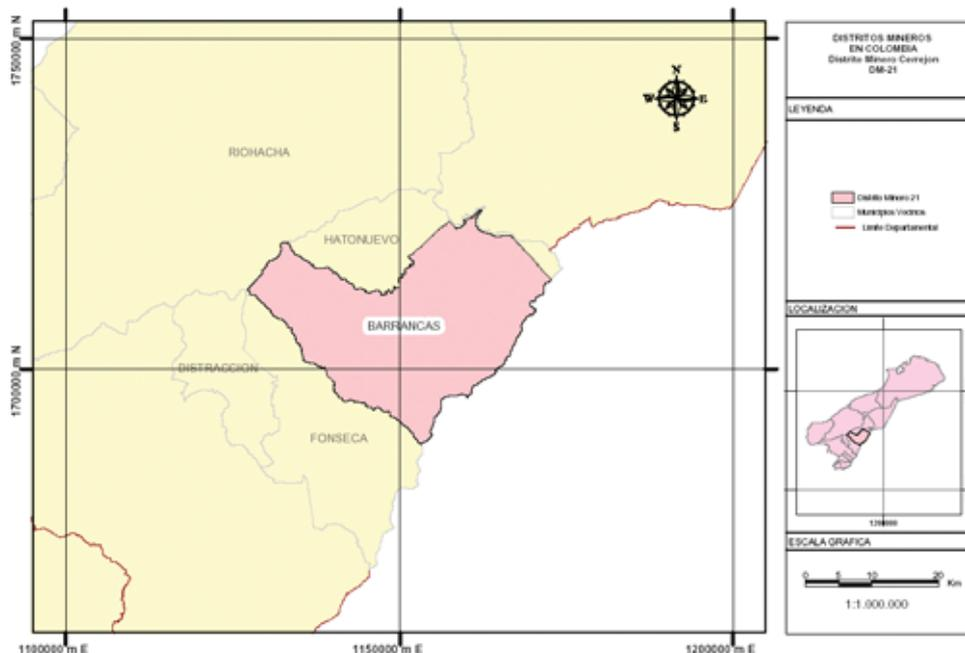 1750000 m N
1700000 m N
1100000 m E
1150000 m E
1200000 m E
N
W
E
S
RIOHACHA
HATONUEVO
BARRANCAS
DISTRACCION
FONSECA
DISTRITOS MINEROS
EN COLOMBIA
Distrito Minero Cerrejon
DM-21
LEYENDA
Distrito Minero 21
Municipios Vecinos
Limite Departamental
LOCALIZACION
1200000
ESCALA GRAFICA
0 5 10 20 Km
1:1.000.000